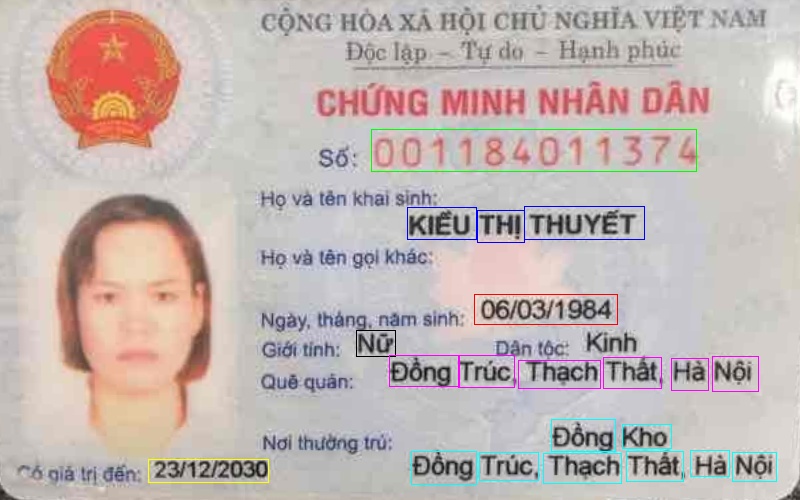 CỘNG HÒA XÃ HỘI CHỦ NGHĨA VIỆT NAM
Độc lập - Tự do - Hạnh phúc
CHỨNG MINH NHÂN DÂN
Số: 001184011374
Họ và tên khai sinh:
KIỀU THỊ THUYẾT
Họ và tên gọi khác:
Ngày, tháng, năm sinh: 06/03/1984
Giới tính: Nữ Dân tộc: Kinh
Quê quán: Đồng Trúc, Thạch Thất, Hà Nội
Nơi thường trú: Đồng Kho
Có giá trị đến: 23/12/2030 Đồng Trúc, Thạch Thất, Hà Nội